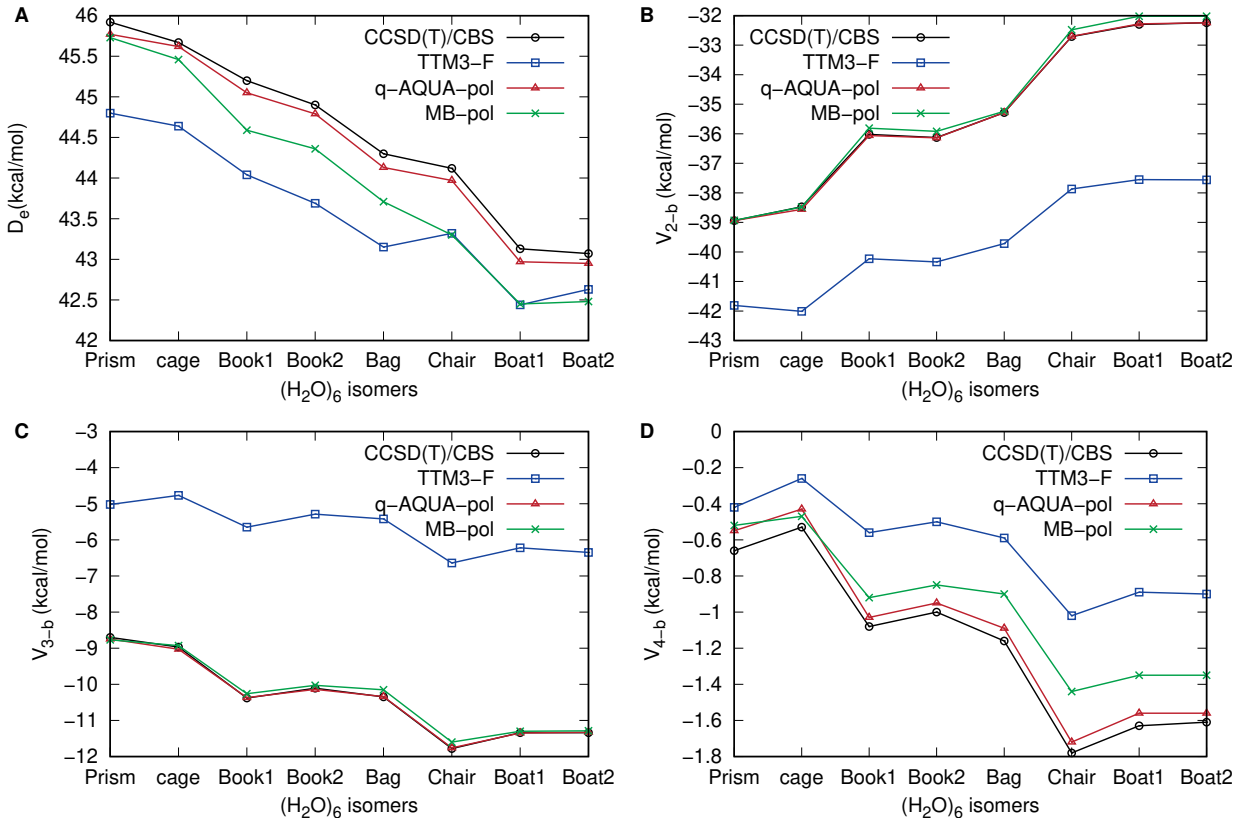 A
46
45.5
45
44.5
44
43.5
43
42.5
42
D_e(kcal/mol)
CCSD(T)/CBS
TTM3−F
q−AQUA−pol
MB−pol
Prism cage Book1 Book2 Bag Chair Boat1 Boat2
(H₂O)₆ isomers
B
−32
−33
−34
−35
−36
−37
−38
−39
−40
−41
−42
−43
V_2−b (kcal/mol)
CCSD(T)/CBS
TTM3−F
q−AQUA−pol
MB−pol
Prism cage Book1 Book2 Bag Chair Boat1 Boat2
(H₂O)₆ isomers
C
−3
−4
−5
−6
−7
−8
−9
−10
−11
−12
V_3−b (kcal/mol)
CCSD(T)/CBS
TTM3−F
q−AQUA−pol
MB−pol
Prism cage Book1 Book2 Bag Chair Boat1 Boat2
(H₂O)₆ isomers
D
0
−0.2
−0.4
−0.6
−0.8
−1
−1.2
−1.4
−1.6
−1.8
V_4−b (kcal/mol)
CCSD(T)/CBS
TTM3−F
q−AQUA−pol
MB−pol
Prism cage Book1 Book2 Bag Chair Boat1 Boat2
(H₂O)₆ isomers